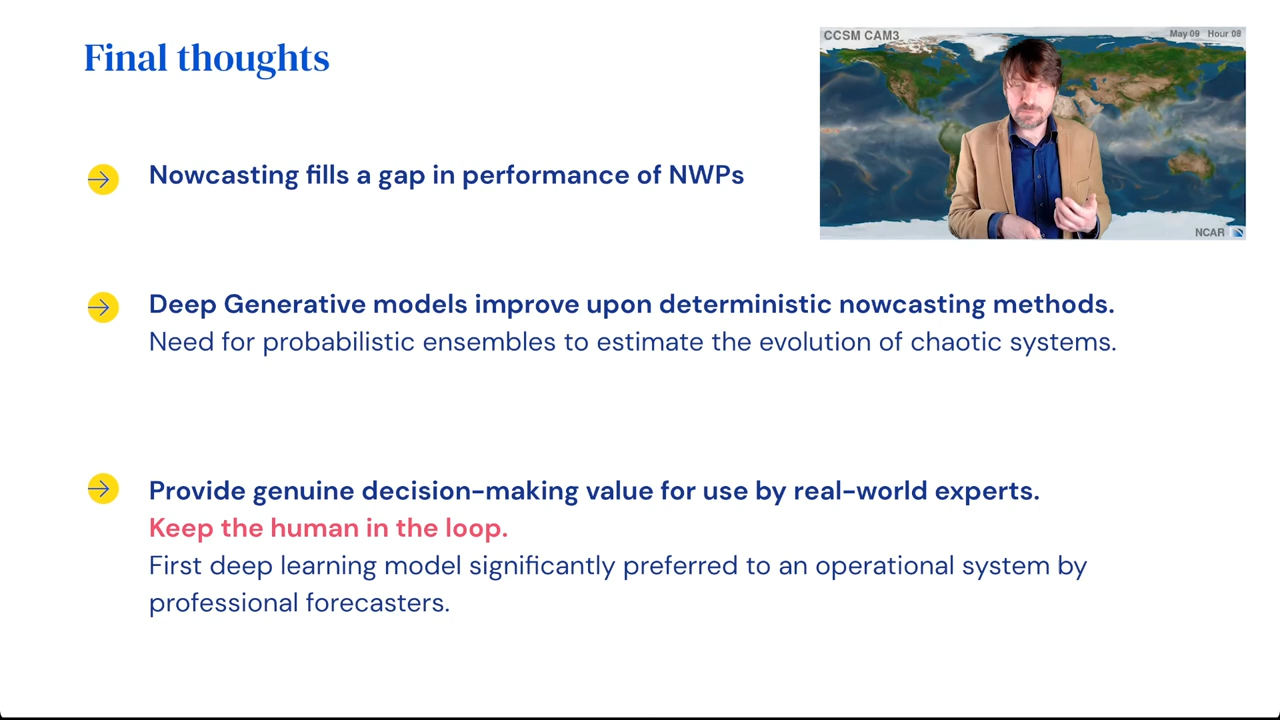 Final thoughts
CCSM CAM3
May 09 Hour 08
NCAR
Nowcasting fills a gap in performance of NWPs
Deep Generative models improve upon deterministic nowcasting methods.
Need for probabilistic ensembles to estimate the evolution of chaotic systems.
Provide genuine decision-making value for use by real-world experts.
Keep the human in the loop.
First deep learning model significantly preferred to an operational system by
professional forecasters.